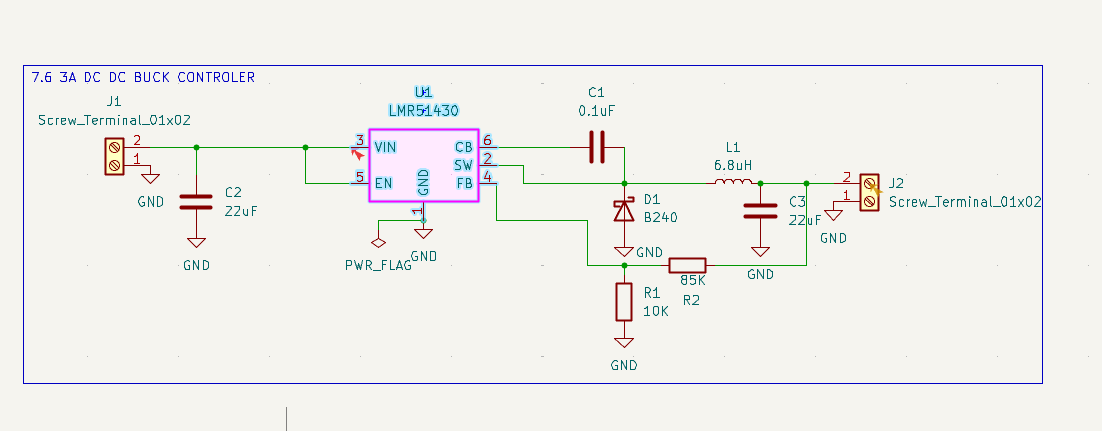 7.6 3A DC DC BUCK CONTROLER
J1
Screw_Terminal_01x02
2
1
GND
C2
22uF
GND
U1
LMR51430
3
VIN
5
EN
GND
1
CB
6
SW
2
FB
4
PWR_FLAG
GND
C1
0.1uF
L1
6.8uH
D1
B240
GND
C3
22uF
GND
2
1
J2
Screw_Terminal_01x02
GND
85K
R2
R1
10K
GND